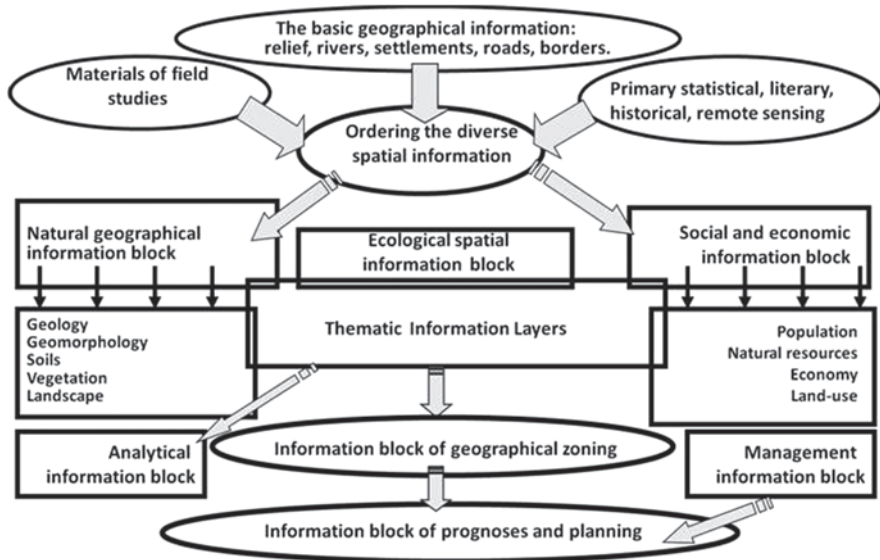 The basic geographical information:
relief, rivers, settlements, roads, borders.
Materials of field
studies
Primary statistical, literary,
historical, remote sensing
Ordering the diverse
spatial information
Natural geographical
information block
Ecological spatial
information block
Social and economic
information block
Geology
Geomorphology
Soils
Vegetation
Landscape
Thematic Information Layers
Population
Natural resources
Economy
Land-use
Analytical
information block
Information block of geographical zoning
Management
information block
Information block of prognoses and planning